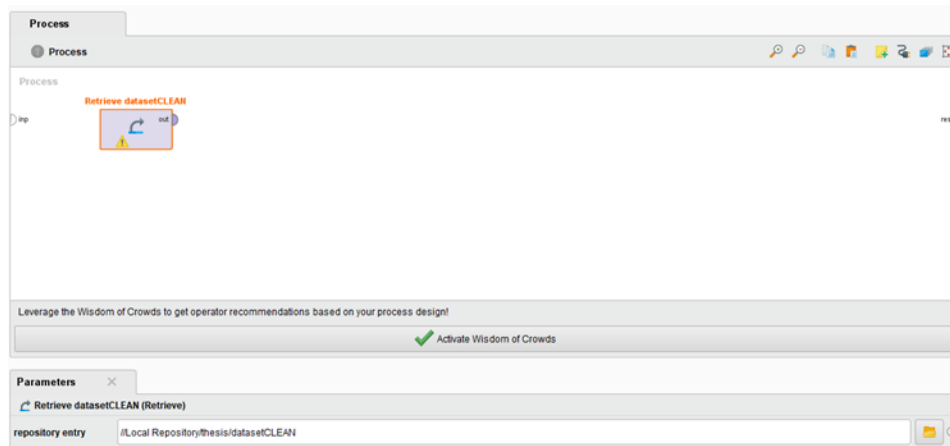 Process
Process
Process
Retrieve datasetCLEAN
inp
out
res
Leverage the Wisdom of Crowds to get operator recommendations based on your process design!
Activate Wisdom of Crowds
Parameters
Retrieve datasetCLEAN (Retrieve)
repository entry
//Local Repository/thesis/datasetCLEAN